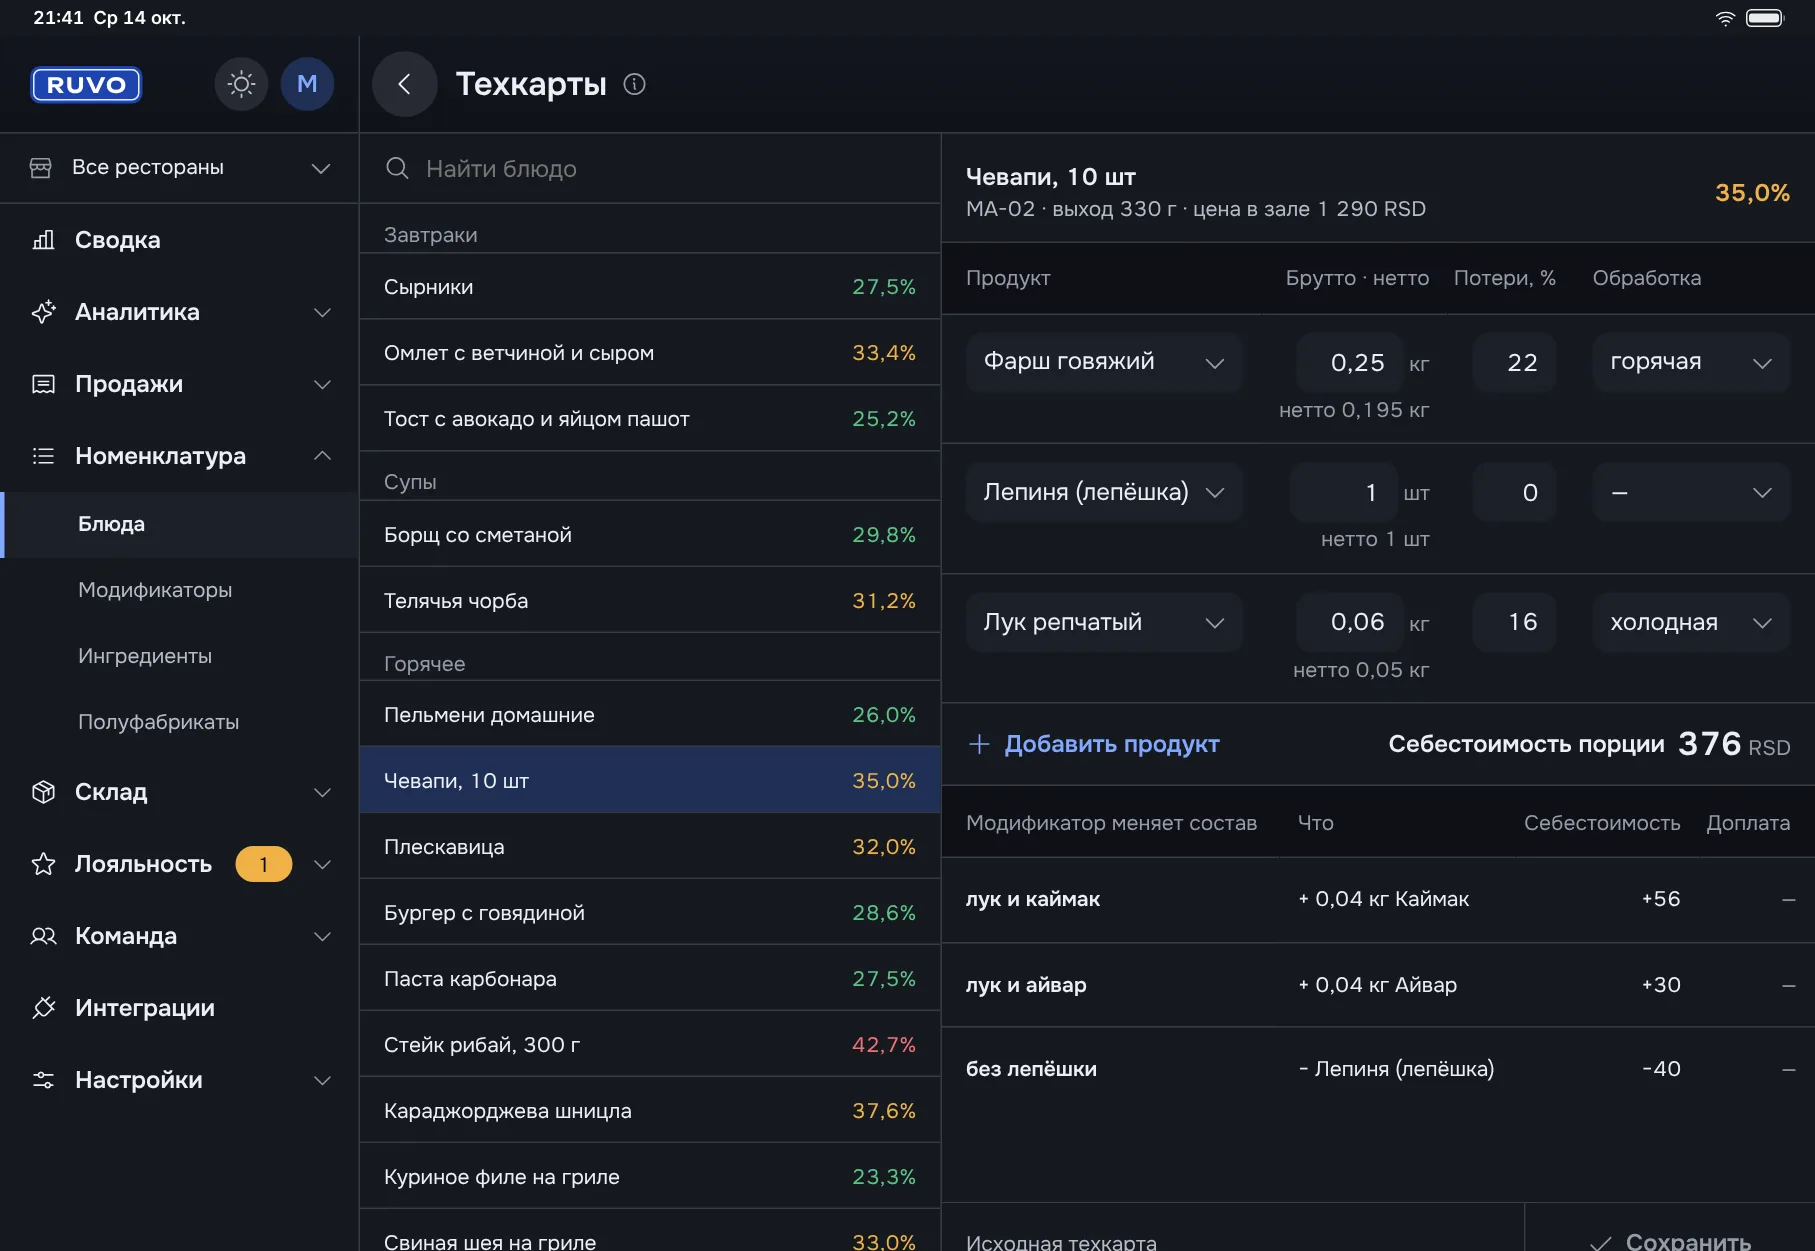 21:41 Ср 14 окт.
RUVO
M
Техкарты
Все рестораны
Сводка
Аналитика
Продажи
Номенклатура
Блюда
Модификаторы
Ингредиенты
Полуфабрикаты
Склад
Лояльность 1
Команда
Интеграции
Настройки
Найти блюдо
Завтраки
Сырники 27,5%
Омлет с ветчиной и сыром 33,4%
Тост с авокадо и яйцом пашот 25,2%
Супы
Борщ со сметаной 29,8%
Телячья чорба 31,2%
Горячее
Пельмени домашние 26,0%
Чевапи, 10 шт 35,0%
Плескавица 32,0%
Бургер с говядиной 28,6%
Паста карбонара 27,5%
Стейк рибай, 300 г 42,7%
Караджорджева шницла 37,6%
Куриное филе на гриле 23,3%
Свиная шея на гриле 33,0%
Чевапи, 10 шт
МА-02 · выход 330 г · цена в зале 1 290 RSD
35,0%
Продукт Брутто · нетто Потери, % Обработка
Фарш говяжий 0,25 кг 22 горячая
нетто 0,195 кг
Лепиня (лепёшка) 1 шт 0 –
нетто 1 шт
Лук репчатый 0,06 кг 16 холодная
нетто 0,05 кг
+ Добавить продукт Себестоимость порции 376 RSD
Модификатор меняет состав Что Себестоимость Доплата
лук и каймак + 0,04 кг Каймак +56 –
лук и айвар + 0,04 кг Айвар +30 –
без лепёшки - Лепиня (лепёшка) -40 –
Исходная техкарта Сохранить